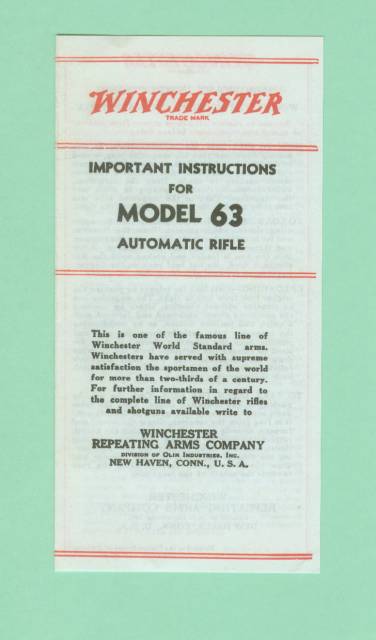 WINCHESTER
TRADE MARK
IMPORTANT INSTRUCTIONS
FOR
MODEL 63
AUTOMATIC RIFLE
This is one of the famous line of
Winchester World Standard arms.
Winchesters have served with supreme
satisfaction the sportsmen of the world
for more than two-thirds of a century.
For further information in regard to
the complete line of Winchester rifles
and shotguns available write to
WINCHESTER
REPEATING ARMS COMPANY
DIVISION OF OLIN INDUSTRIES, INC.
NEW HAVEN, CONN., U. S. A.